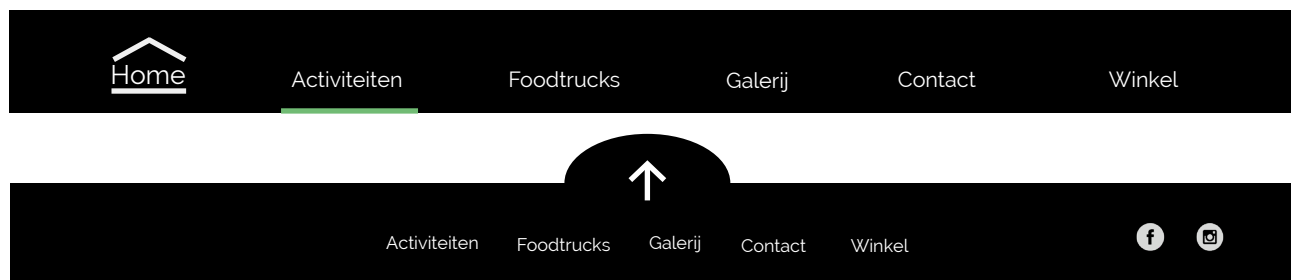 Home Activiteiten Foodtrucks Galerij Contact Winkel
Activiteiten Foodtrucks Galerij Contact Winkel